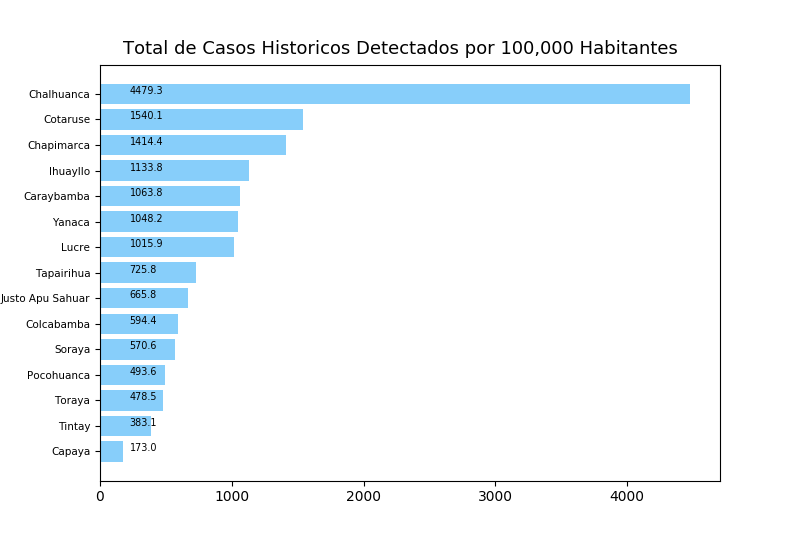 Total de Casos Historicos Detectados por 100,000 Habitantes
Chalhuanca 4479.3
Cotaruse 1540.1
Chapimarca 1414.4
Ihuayllo 1133.8
Caraybamba 1063.8
Yanaca 1048.2
Lucre 1015.9
Tapairihua 725.8
Justo Apu Sahuar 665.8
Colcabamba 594.4
Soraya 570.6
Pocohuanca 493.6
Toraya 478.5
Tintay 383.1
Capaya 173.0
0 1000 2000 3000 4000